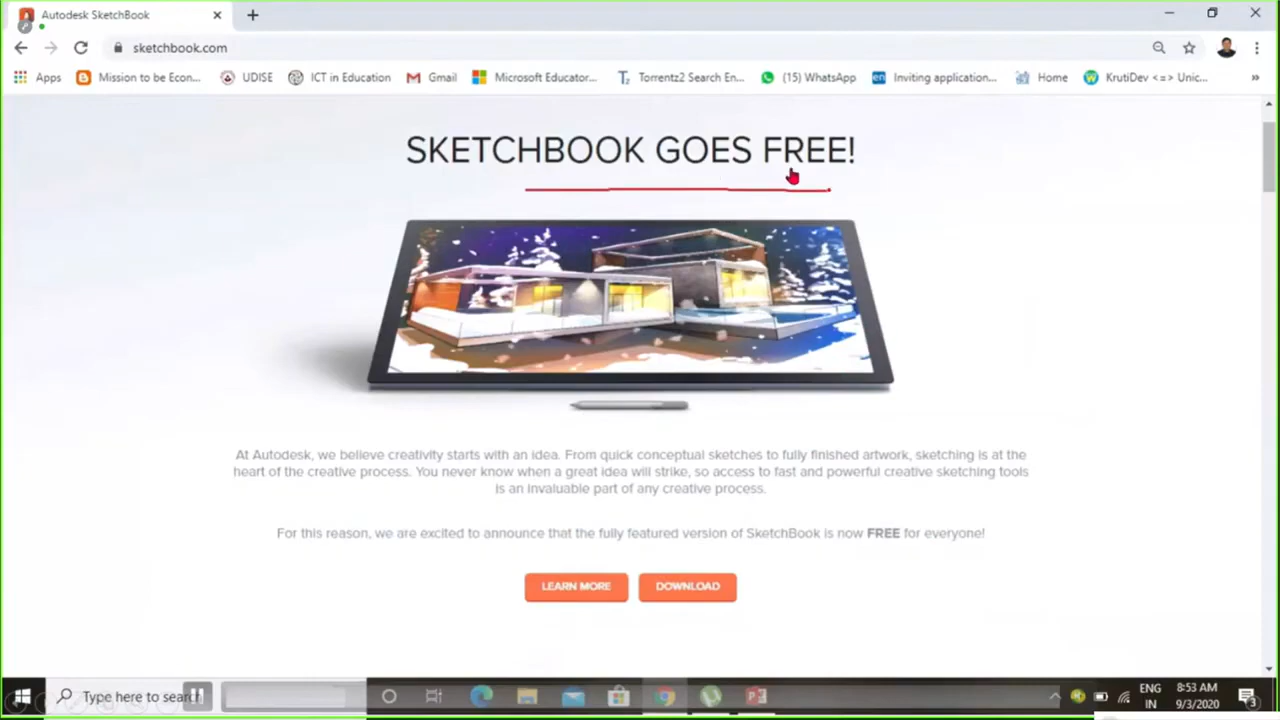 Autodesk SketchBook
sketchbook.com
Apps Mission to be Econ... UDISE ICT in Education Gmail Microsoft Educator... Torrentz2 Search En... (15) WhatsApp Inviting application... Home KrutiDev <=> Unic... »
SKETCHBOOK GOES FREE!
At Autodesk, we believe creativity starts with an idea. From quick conceptual sketches to fully finished artwork, sketching is at the
heart of the creative process. You never know when a great idea will strike, so access to fast and powerful creative sketching tools
is an invaluable part of any creative process.
For this reason, we are excited to announce that the fully featured version of SketchBook is now FREE for everyone!
LEARN MORE DOWNLOAD
Type here to search
ENG 8:53 AM
IN 9/3/2020 3